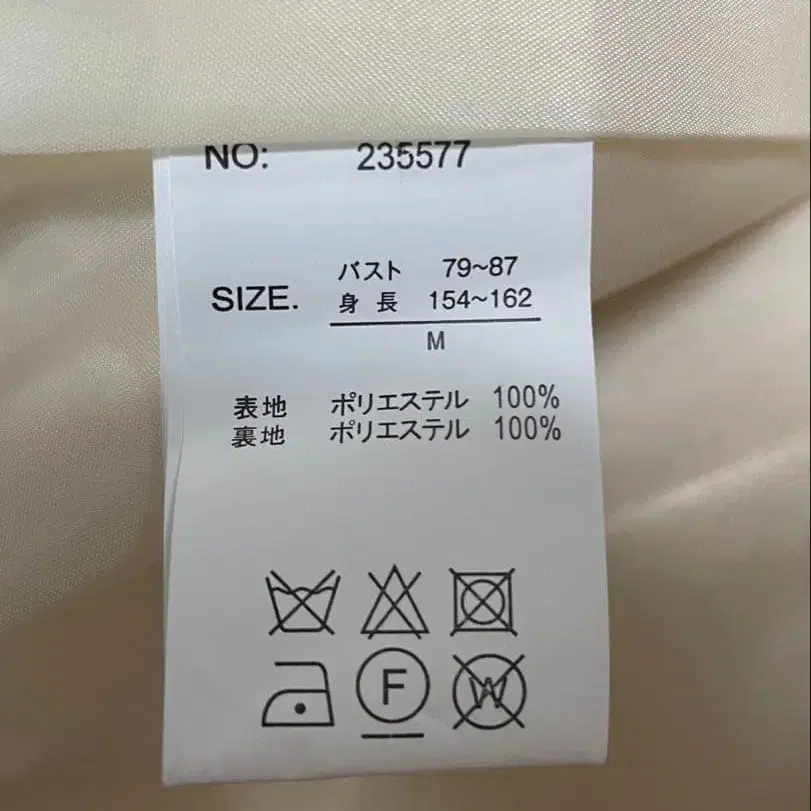 NO: 235577
バスト 79~87
SIZE. 身長 154~162
M
表地 ポリエステル 100%
裏地 ポリエステル 100%
F W